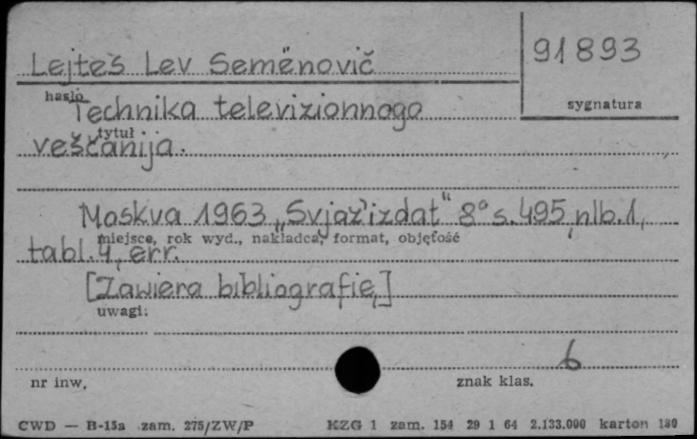 91893
Lejtes Lev Semënovič
hasło
sygnatura
Technika televizionnogo
tytuł
veščanija.
Moskva 1963 „Svjaz'izdat" 8° s. 495, nlb. 1,
miejsce, rok wyd., nakładca, format, objętość
tabl. 4, err.
[Zawiera bibliografię]
uwagi:
6
nr inw. znak klas.
CWD — B-15a zam. 275/ZW/P KZG 1 zam. 154 29 1 64 2.133.000 karton 180